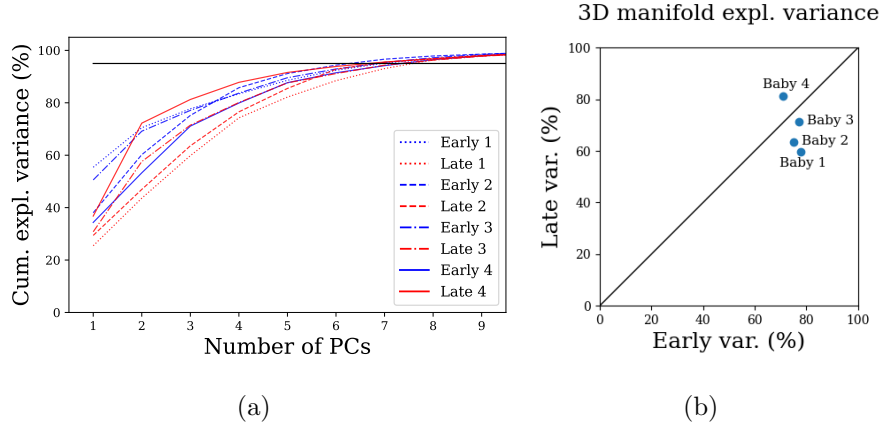 Cum. expl. variance (%)
100
80
60
40
20
0
1 2 3 4 5 6 7 8 9
Number of PCs
Early 1
Late 1
Early 2
Late 2
Early 3
Late 3
Early 4
Late 4
(a)
3D manifold expl. variance
Late var. (%)
100
80
60
40
20
0
Baby 4
Baby 3
Baby 2
Baby 1
0 20 40 60 80 100
Early var. (%)
(b)